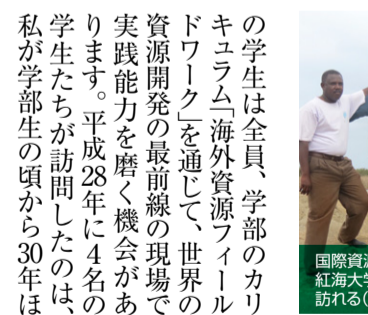 の学生は全員、学部のカリ
キュラム「海外資源フィール
ドワーク」を通じて、世界の
資源開発の最前線の現場で
実践能力を磨く機会があ
ります。平成28年に4名の
学生たちが訪問したのは、
私が学部生の頃から30年ほ
国際資源
紅海大学
訪れる(